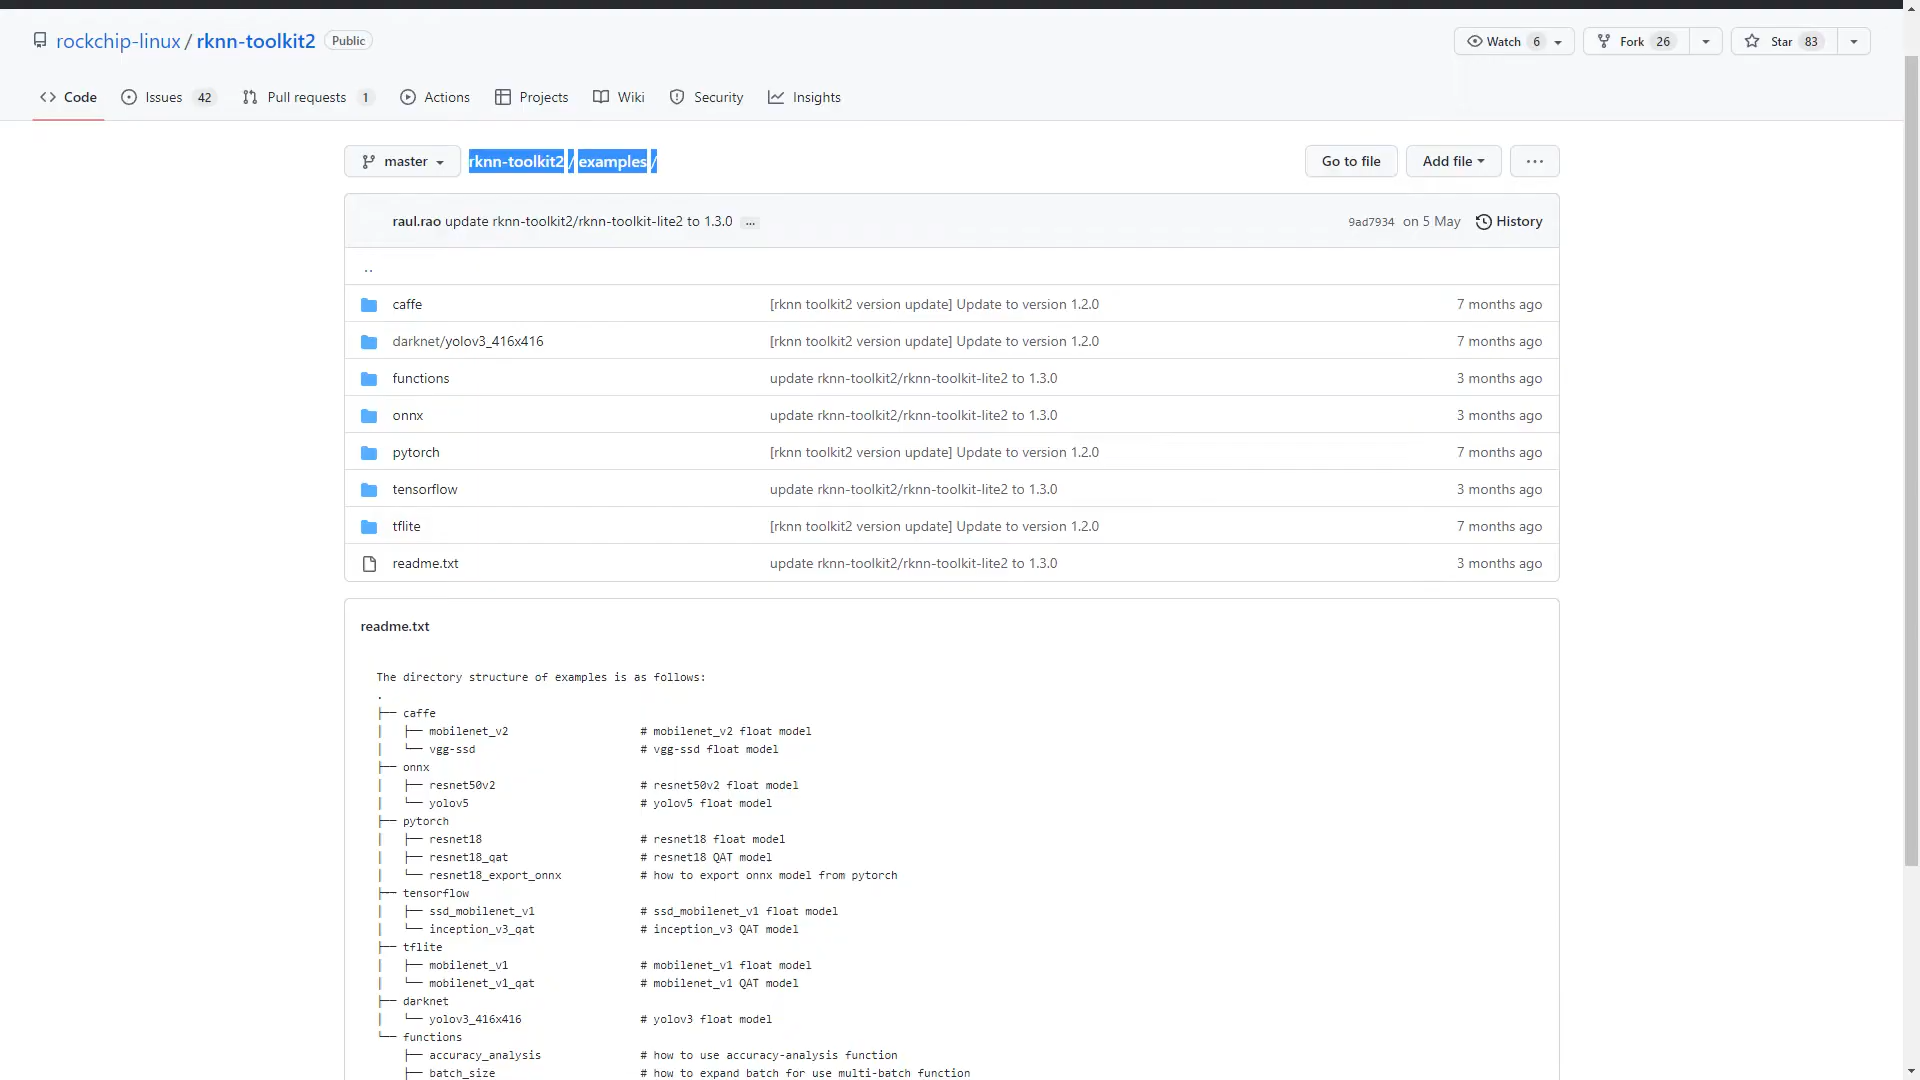 rockchip-linux / rknn-toolkit2 Public
Watch 6 Fork 26 Star 83
Code Issues 42 Pull requests 1 Actions Projects Wiki Security Insights
master rknn-toolkit2 / examples /
Go to file Add file ...
raul.rao update rknn-toolkit2/rknn-toolkit-lite2 to 1.3.0 ... 9ad7934 on 5 May History
..
caffe [rknn toolkit2 version update] Update to version 1.2.0 7 months ago
darknet/yolov3_416x416 [rknn toolkit2 version update] Update to version 1.2.0 7 months ago
functions update rknn-toolkit2/rknn-toolkit-lite2 to 1.3.0 3 months ago
onnx update rknn-toolkit2/rknn-toolkit-lite2 to 1.3.0 3 months ago
pytorch [rknn toolkit2 version update] Update to version 1.2.0 7 months ago
tensorflow update rknn-toolkit2/rknn-toolkit-lite2 to 1.3.0 3 months ago
tflite [rknn toolkit2 version update] Update to version 1.2.0 7 months ago
readme.txt update rknn-toolkit2/rknn-toolkit-lite2 to 1.3.0 3 months ago
readme.txt
The directory structure of examples is as follows:
.
├── caffe
│   ├── mobilenet_v2 # mobilenet_v2 float model
│   └── vgg-ssd # vgg-ssd float model
├── onnx
│   ├── resnet50v2 # resnet50v2 float model
│   └── yolov5 # yolov5 float model
├── pytorch
│   ├── resnet18 # resnet18 float model
│   ├── resnet18_qat # resnet18 QAT model
│   └── resnet18_export_onnx # how to export onnx model from pytorch
├── tensorflow
│   ├── ssd_mobilenet_v1 # ssd_mobilenet_v1 float model
│   └── inception_v3_qat # inception_v3 QAT model
├── tflite
│   ├── mobilenet_v1 # mobilenet_v1 float model
│   └── mobilenet_v1_qat # mobilenet_v1 QAT model
├── darknet
│   └── yolov3_416x416 # yolov3 float model
└── functions
    ├── accuracy_analysis # how to use accuracy-analysis function
    ├── batch_size # how to expand batch for use multi-batch function